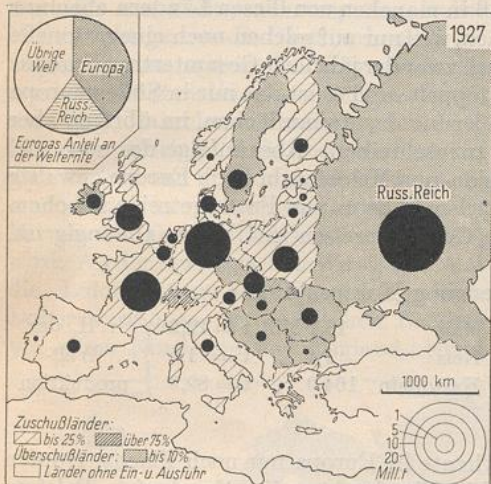 1927
Übrige
Welt
Europa
Russ.
Reich
Europas Anteil an
der Welternte
Russ. Reich
1000 km
Zuschußländer:
bis 25% über 75%
Überschußländer: bis 10%
Länder ohne Ein- u. Ausfuhr
1
5
10
20
Mill.t